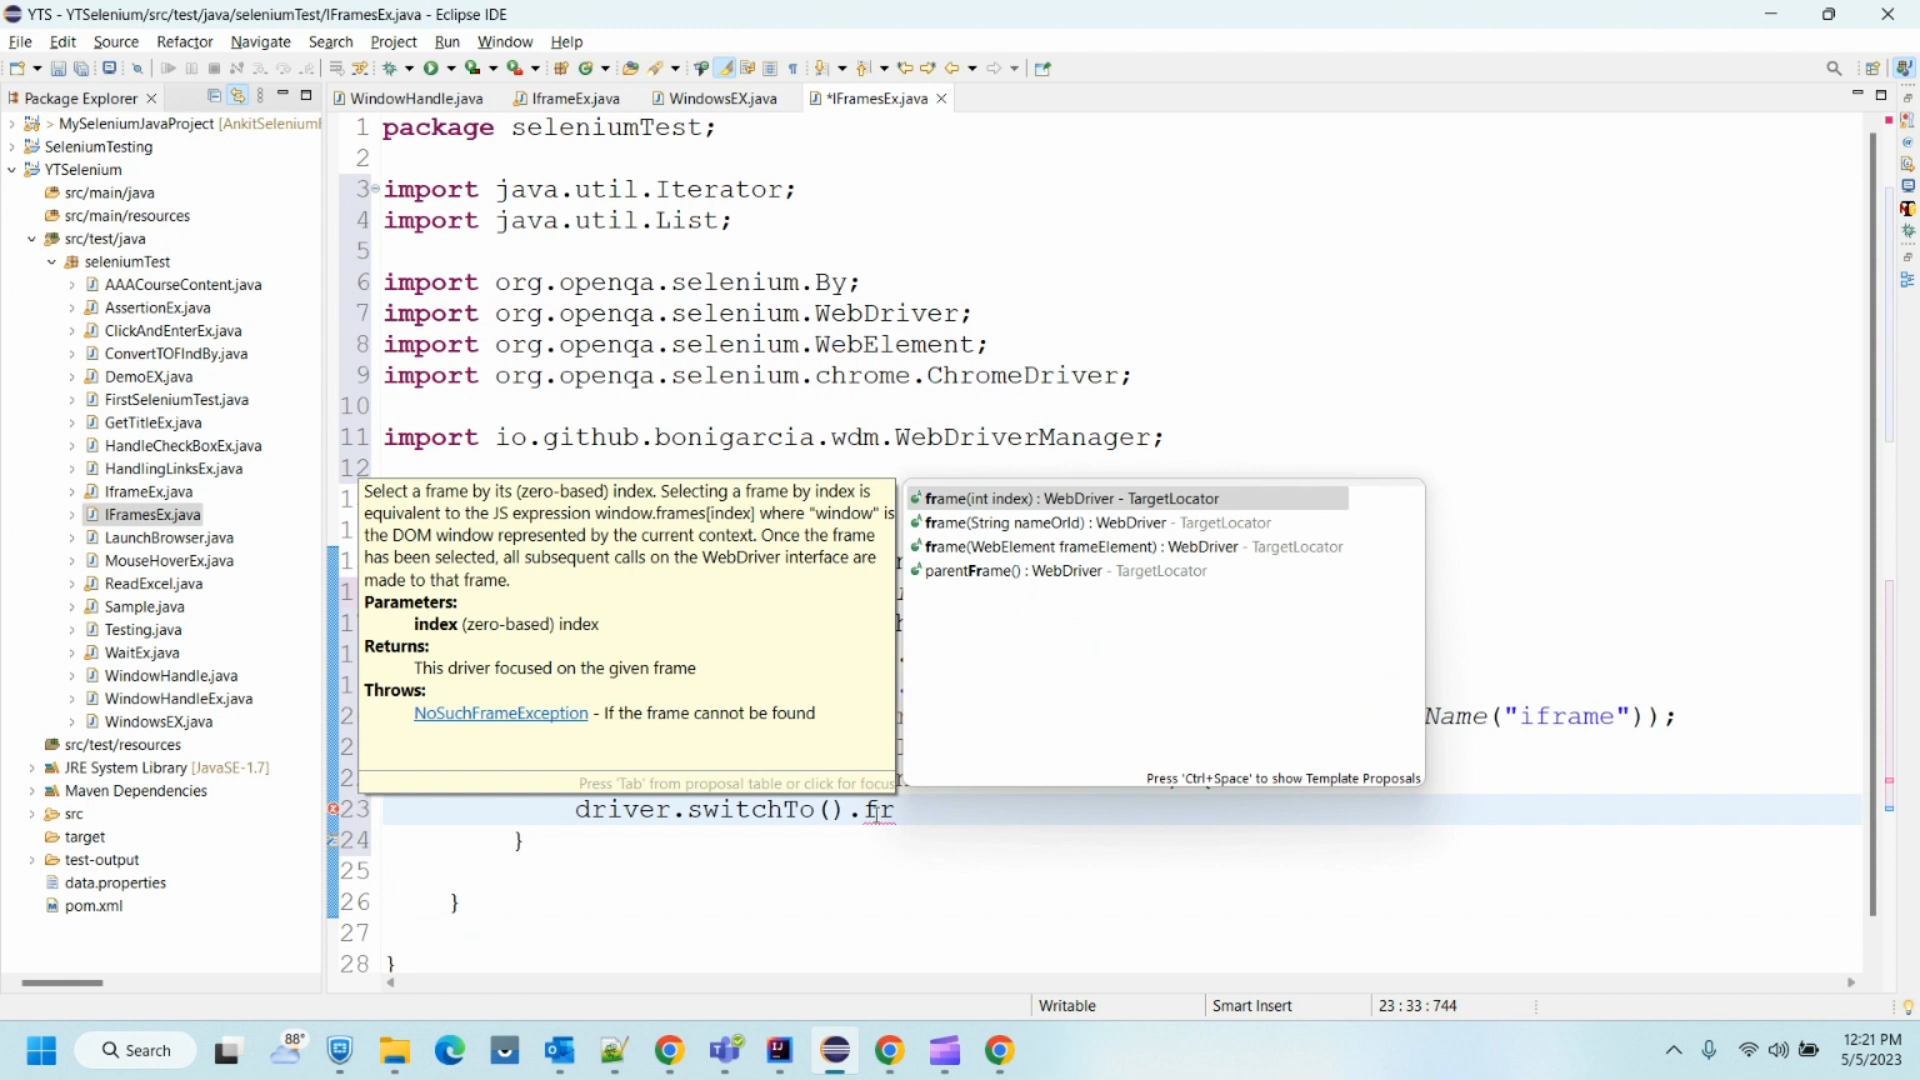 YTS - YTSelenium/src/test/java/seleniumTest/IFramesEx.java - Eclipse IDE
File Edit Source Refactor Navigate Search Project Run Window Help
Package Explorer
WindowHandle.java IframeEx.java WindowsEX.java *IFramesEx.java
> MySeleniumJavaProject [AnkitSelenium
SeleniumTesting
YTSelenium
src/main/java
src/main/resources
src/test/java
seleniumTest
AAACourseContent.java
AssertionEx.java
ClickAndEnterEx.java
ConvertTOFIndBy.java
DemoEX.java
FirstSeleniumTest.java
GetTitleEx.java
HandleCheckBoxEx.java
HandlingLinksEx.java
IframeEx.java
IFramesEx.java
LaunchBrowser.java
MouseHoverEx.java
ReadExcel.java
Sample.java
Testing.java
WaitEx.java
WindowHandle.java
WindowHandleEx.java
WindowsEX.java
src/test/resources
JRE System Library [JavaSE-1.7]
Maven Dependencies
src
target
test-output
data.properties
pom.xml
1 package seleniumTest;
2
3 import java.util.Iterator;
4 import java.util.List;
5
6 import org.openqa.selenium.By;
7 import org.openqa.selenium.WebDriver;
8 import org.openqa.selenium.WebElement;
9 import org.openqa.selenium.chrome.ChromeDriver;
10
11 import io.github.bonigarcia.wdm.WebDriverManager;
12
Select a frame by its (zero-based) index. Selecting a frame by index is
equivalent to the JS expression window.frames[index] where "window" is
the DOM window represented by the current context. Once the frame
has been selected, all subsequent calls on the WebDriver interface are
made to that frame.
Parameters:
index (zero-based) index
Returns:
This driver focused on the given frame
Throws:
NoSuchFrameException - If the frame cannot be found
Press 'Tab' from proposal table or click for focus
frame(int index) : WebDriver - TargetLocator
frame(String nameOrId) : WebDriver - TargetLocator
frame(WebElement frameElement) : WebDriver - TargetLocator
parentFrame() : WebDriver - TargetLocator
Press 'Ctrl+Space' to show Template Proposals
Name("iframe"));
23 driver.switchTo().fr
24 }
25
26 }
27
28 }
Writable Smart Insert 23 : 33 : 744
88°
Search
12:21 PM
5/5/2023